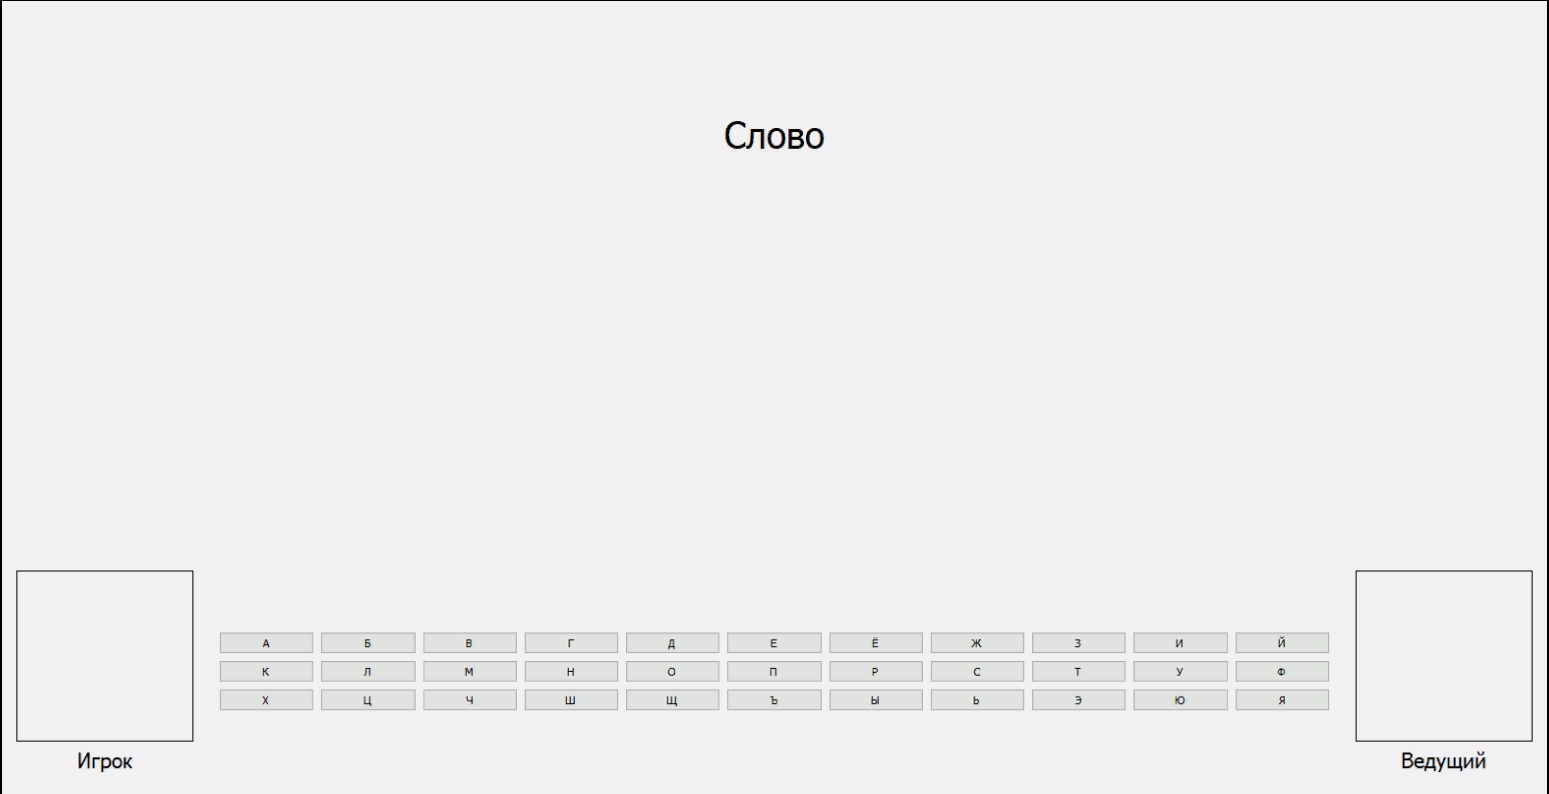 Слово
А Б В Г Д Е Ё Ж З И Й
К Л М Н О П Р С Т У Ф
Х Ц Ч Ш Щ Ъ Ы Ь Э Ю Я
Игрок
Ведущий